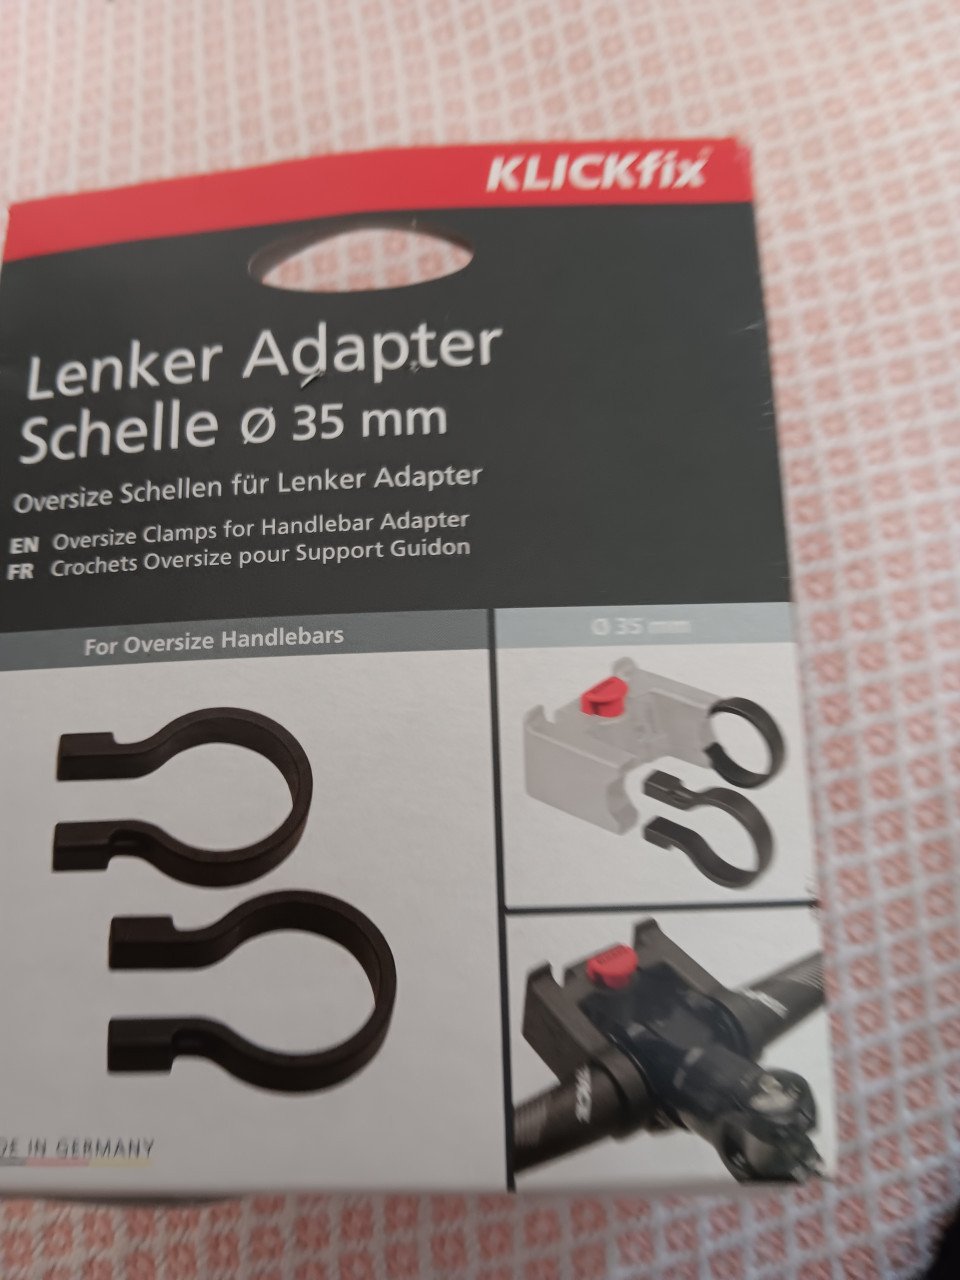 KLICKfix
Lenker Adapter
Schelle Ø 35 mm
Oversize Schellen für Lenker Adapter
EN Oversize Clamps for Handlebar Adapter
FR Crochets Oversize pour Support Guidon
For Oversize Handlebars
Ø 35 mm
DE IN GERMANY